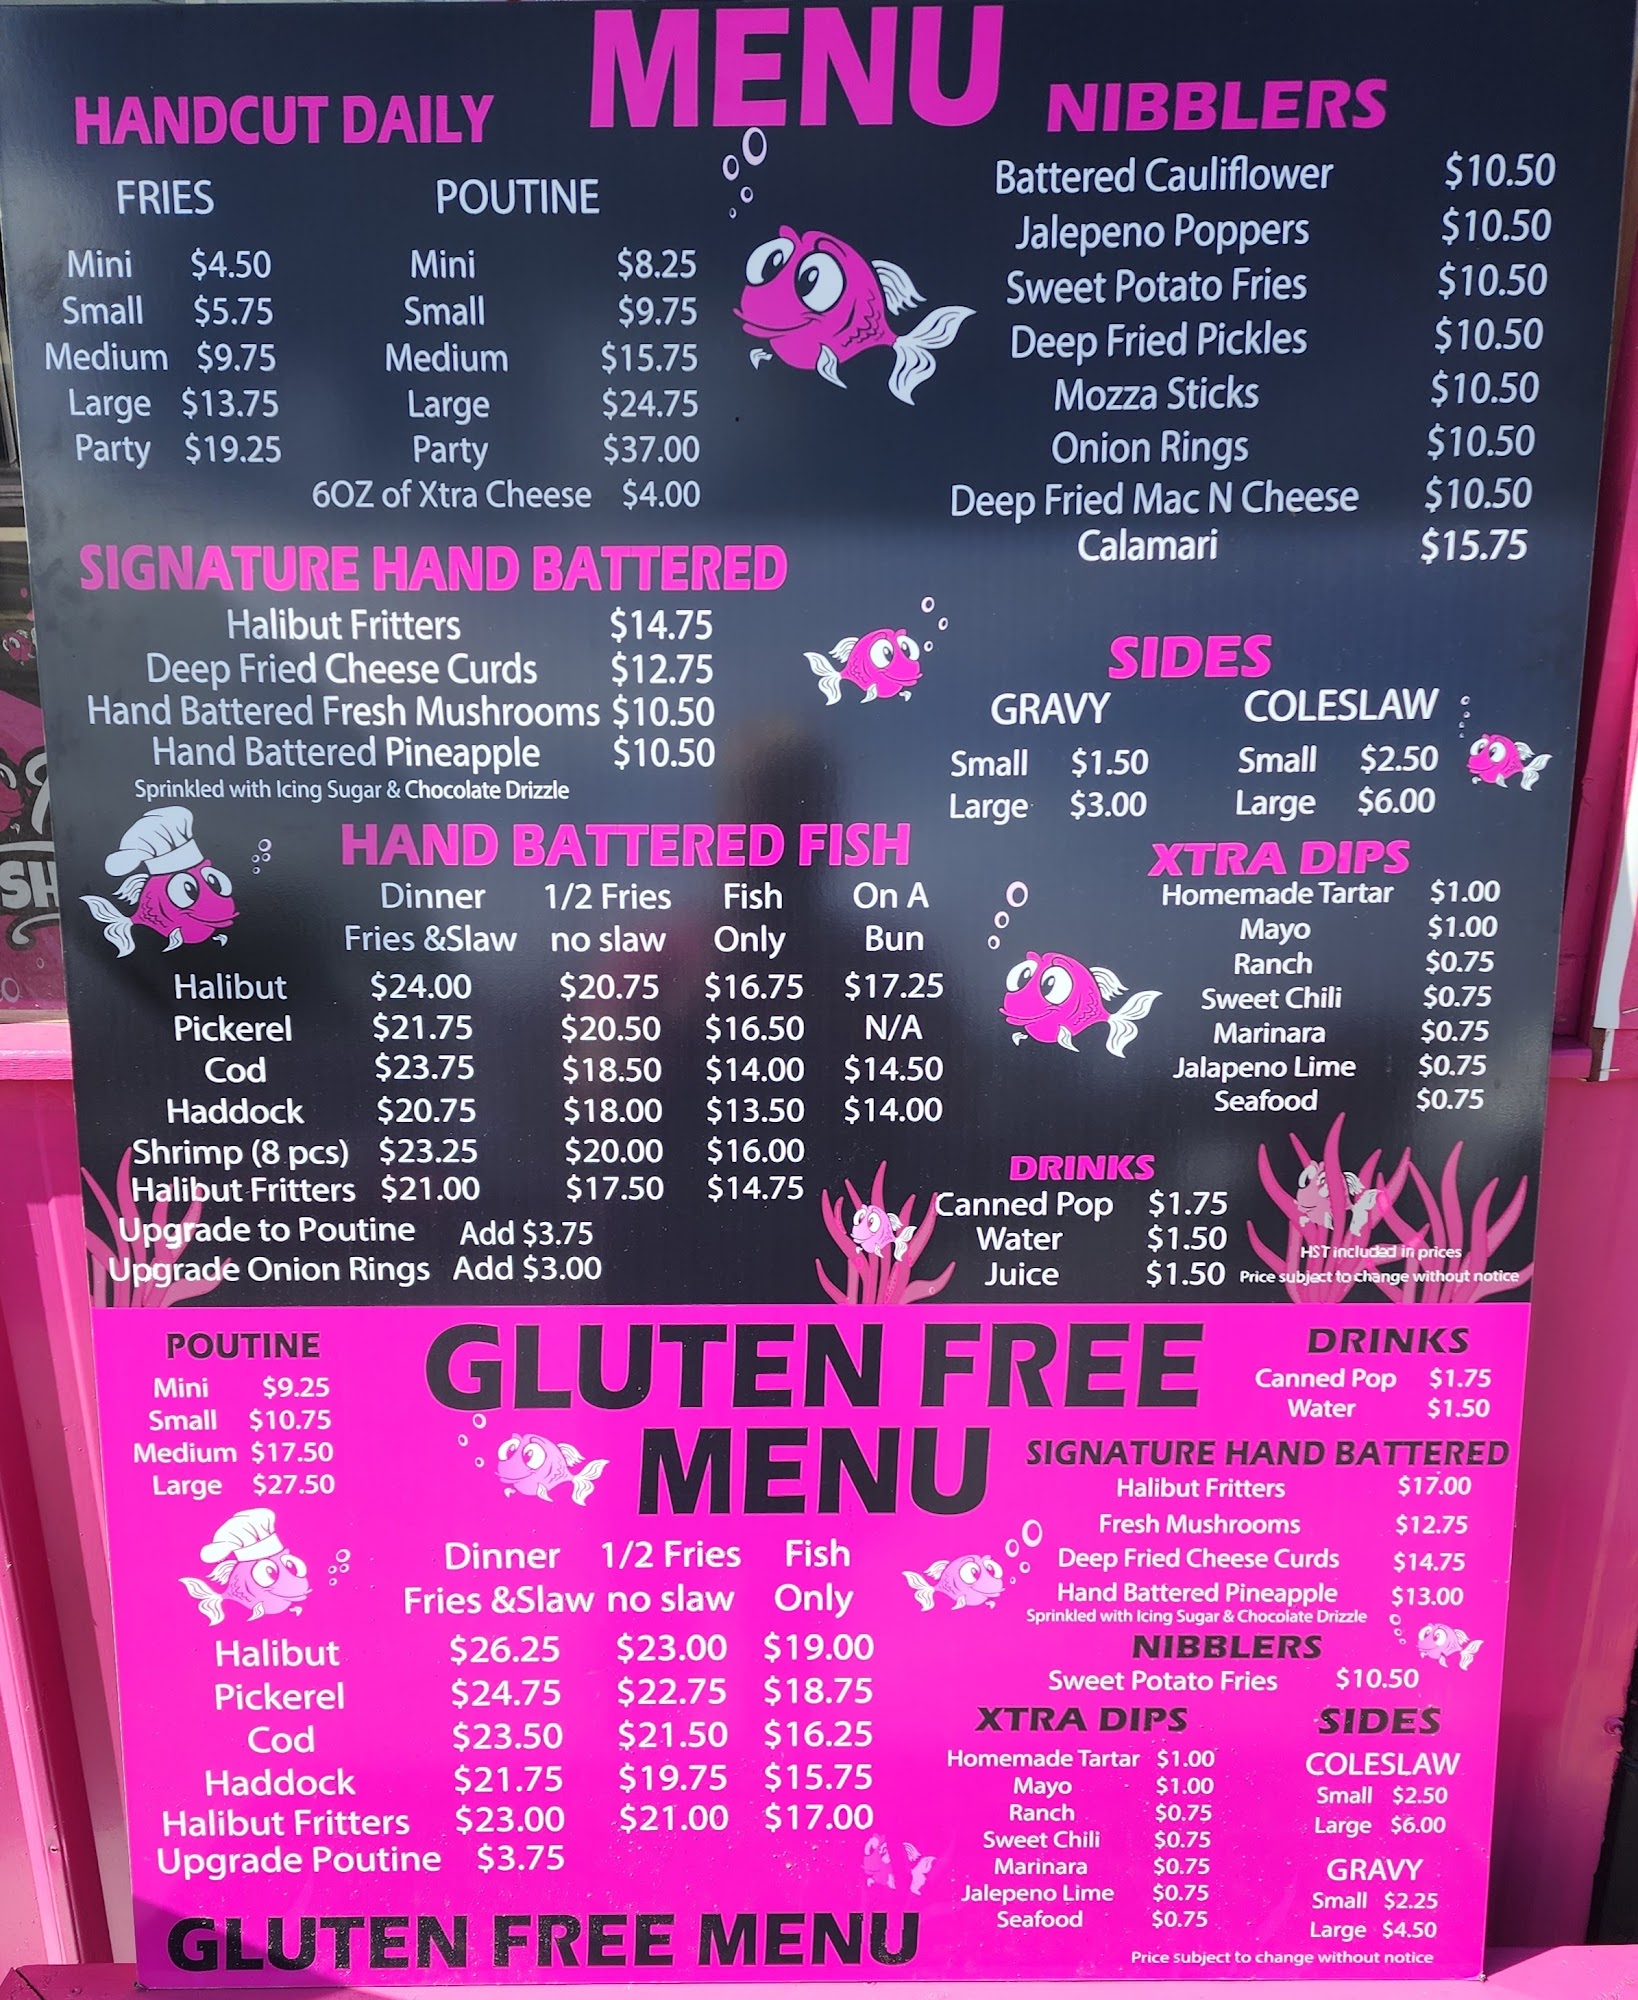 MENU
HANDCUT DAILY
FRIES
Mini $4.50
Small $5.75
Medium $9.75
Large $13.75
Party $19.25
POUTINE
Mini $8.25
Small $9.75
Medium $15.75
Large $24.75
Party $37.00
6OZ of Xtra Cheese $4.00
NIBBLERS
Battered Cauliflower $10.50
Jalepeno Poppers $10.50
Sweet Potato Fries $10.50
Deep Fried Pickles $10.50
Mozza Sticks $10.50
Onion Rings $10.50
Deep Fried Mac N Cheese $10.50
Calamari $15.75
SIGNATURE HAND BATTERED
Halibut Fritters $14.75
Deep Fried Cheese Curds $12.75
Hand Battered Fresh Mushrooms $10.50
Hand Battered Pineapple $10.50
Sprinkled with Icing Sugar & Chocolate Drizzle
SIDES
GRAVY
Small $1.50
Large $3.00
COLESLAW
Small $2.50
Large $6.00
HAND BATTERED FISH
Dinner 1/2 Fries Fish On A
Fries &Slaw no slaw Only Bun
Halibut $24.00 $20.75 $16.75 $17.25
Pickerel $21.75 $20.50 $16.50 N/A
Cod $23.75 $18.50 $14.00 $14.50
Haddock $20.75 $18.00 $13.50 $14.00
Shrimp (8 pcs) $23.25 $20.00 $16.00
Halibut Fritters $21.00 $17.50 $14.75
Upgrade to Poutine Add $3.75
Upgrade Onion Rings Add $3.00
XTRA DIPS
Homemade Tartar $1.00
Mayo $1.00
Ranch $0.75
Sweet Chili $0.75
Marinara $0.75
Jalapeno Lime $0.75
Seafood $0.75
DRINKS
Canned Pop $1.75
Water $1.50
Juice $1.50
HST included in prices
Price subject to change without notice
SH
GLUTEN FREE
MENU
POUTINE
Mini $9.25
Small $10.75
Medium $17.50
Large $27.50
DRINKS
Canned Pop $1.75
Water $1.50
SIGNATURE HAND BATTERED
Halibut Fritters $17.00
Fresh Mushrooms $12.75
Deep Fried Cheese Curds $14.75
Hand Battered Pineapple $13.00
Sprinkled with Icing Sugar & Chocolate Drizzle
NIBBLERS
Sweet Potato Fries $10.50
Dinner 1/2 Fries Fish
Fries &Slaw no slaw Only
Halibut $26.25 $23.00 $19.00
Pickerel $24.75 $22.75 $18.75
Cod $23.50 $21.50 $16.25
Haddock $21.75 $19.75 $15.75
Halibut Fritters $23.00 $21.00 $17.00
Upgrade Poutine $3.75
XTRA DIPS
Homemade Tartar $1.00
Mayo $1.00
Ranch $0.75
Sweet Chili $0.75
Marinara $0.75
Jalepeno Lime $0.75
Seafood $0.75
SIDES
COLESLAW
Small $2.50
Large $6.00
GRAVY
Small $2.25
Large $4.50
Price subject to change without notice
GLUTEN FREE MENU